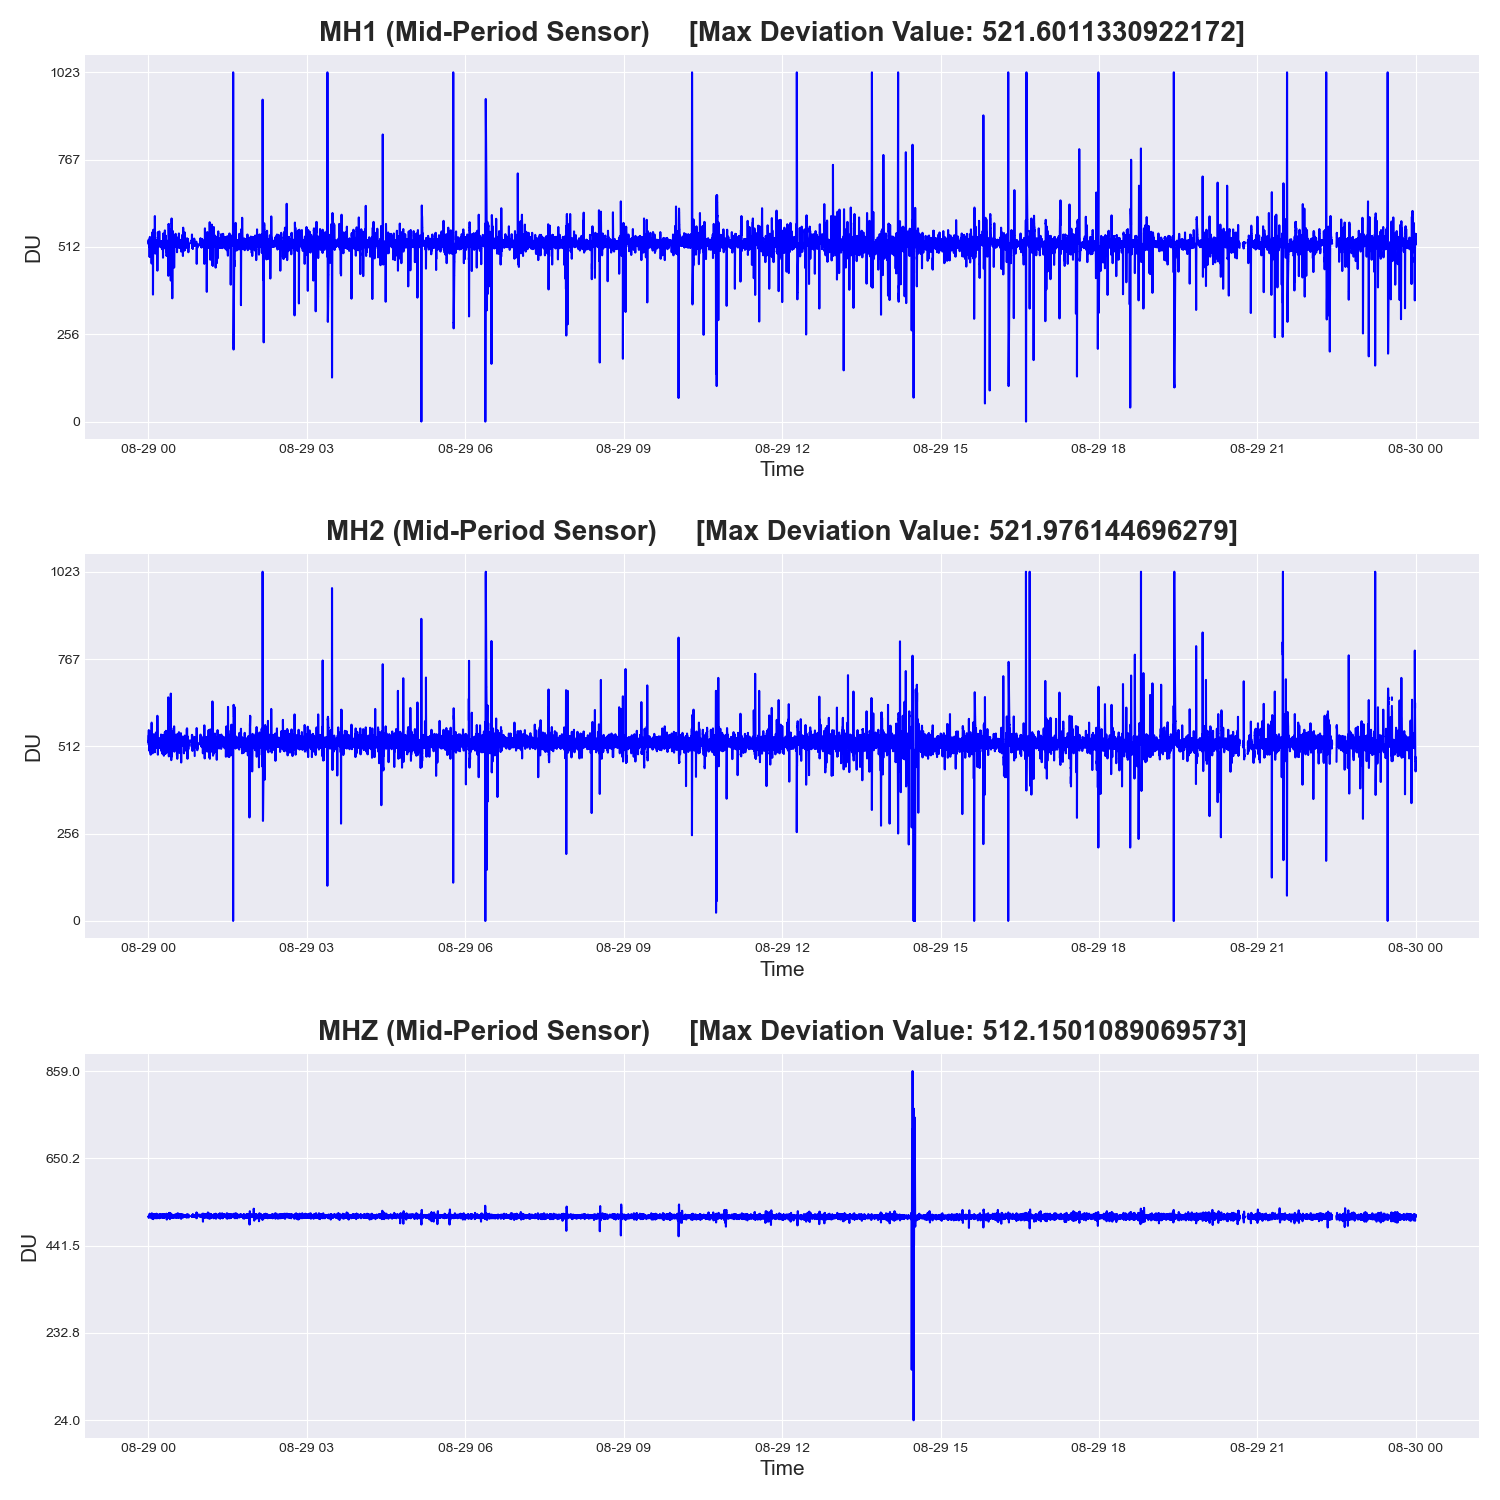 MH1 (Mid-Period Sensor) [Max Deviation Value: 521.6011330922172]
1023
767
512
256
0
DU
08-29 00 08-29 03 08-29 06 08-29 09 08-29 12 08-29 15 08-29 18 08-29 21 08-30 00
Time
MH2 (Mid-Period Sensor) [Max Deviation Value: 521.976144696279]
1023
767
512
256
0
DU
08-29 00 08-29 03 08-29 06 08-29 09 08-29 12 08-29 15 08-29 18 08-29 21 08-30 00
Time
MHZ (Mid-Period Sensor) [Max Deviation Value: 512.1501089069573]
859.0
650.2
441.5
232.8
24.0
DU
08-29 00 08-29 03 08-29 06 08-29 09 08-29 12 08-29 15 08-29 18 08-29 21 08-30 00
Time